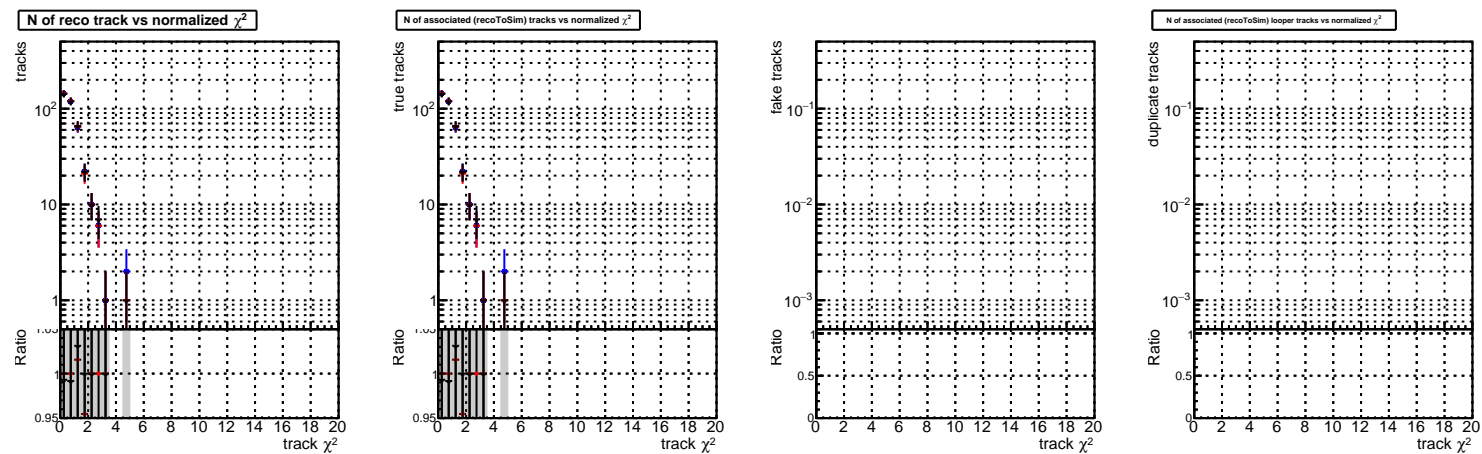 N of reco track vs normalized χ²
tracks
10²
10
1
Ratio
1.05
1
0.95
0 2 4 6 8 10 12 14 16 18 20
track χ²
N of associated (recoToSim) tracks vs normalized χ²
true tracks
10²
10
1
Ratio
1.05
1
0.95
0 2 4 6 8 10 12 14 16 18 20
track χ²
fake tracks
10⁻¹
10⁻²
10⁻³
Ratio
1
0.5
0
0 2 4 6 8 10 12 14 16 18 20
track χ²
N of associated (recoToSim) looper tracks vs normalized χ²
duplicate tracks
10⁻¹
10⁻²
10⁻³
Ratio
1
0.5
0
0 2 4 6 8 10 12 14 16 18 20
track χ²